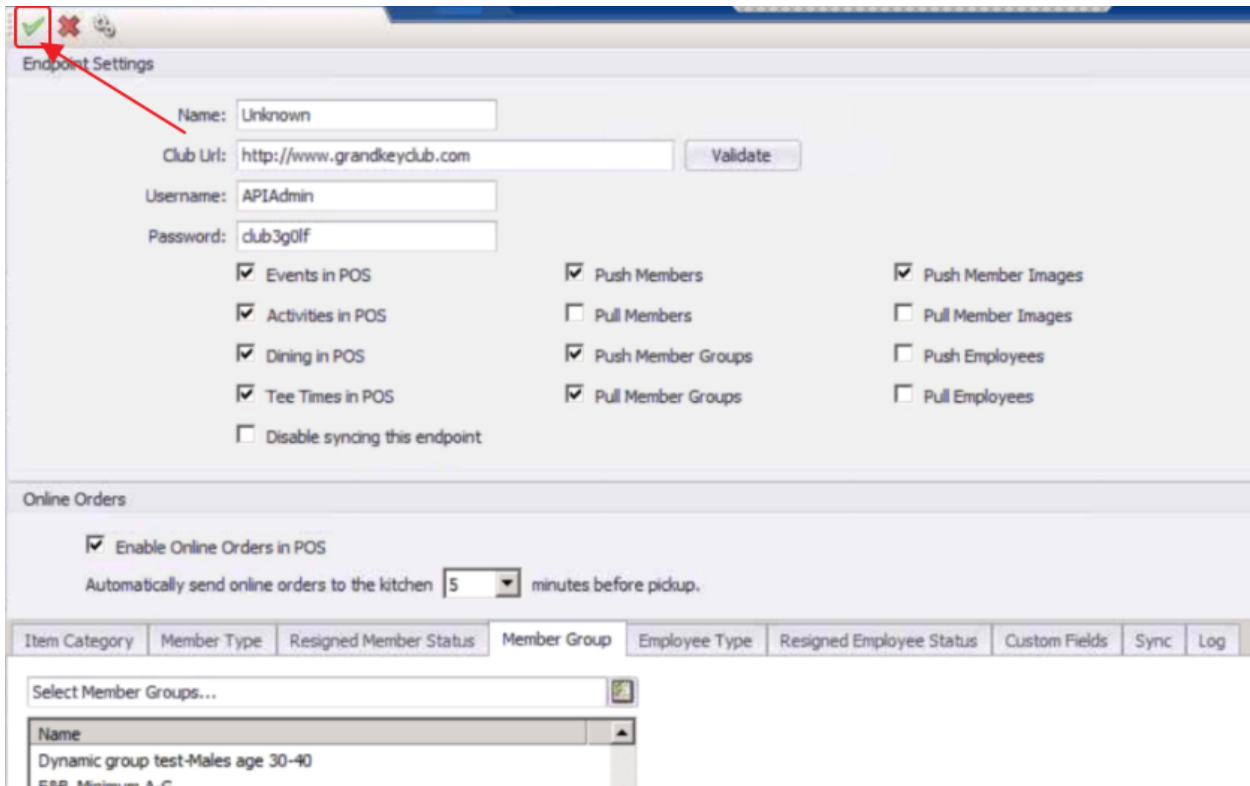 Endpoint Settings
Name: Unknown
Club Url: http://www.grandkeyclub.com Validate
Username: APIAdmin
Password: club3g0lf
Events in POS Push Members Push Member Images
Activities in POS Pull Members Pull Member Images
Dining in POS Push Member Groups Push Employees
Tee Times in POS Pull Member Groups Pull Employees
Disable syncing this endpoint
Online Orders
Enable Online Orders in POS
Automatically send online orders to the kitchen 5 minutes before pickup.
Item Category Member Type Resigned Member Status Member Group Employee Type Resigned Employee Status Custom Fields Sync Log
Select Member Groups...
Name
Dynamic group test-Males age 30-40